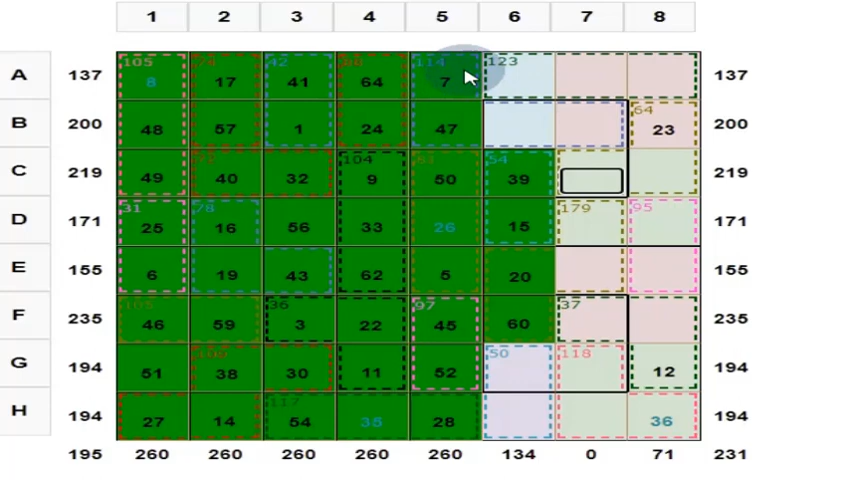 1 2 3 4 5 6 7 8
105 74 42 88 114 123
A 137 8 17 41 64 7 137
64
B 200 48 57 1 24 47 23 200
104 54
C 219 49 40 32 9 50 39 219
31 78 179 95
D 171 25 16 56 33 26 15 171
E 155 6 19 43 62 5 20 155
105 36 97 37
F 235 46 59 3 22 45 60 235
100 50 118
G 194 51 38 30 11 52 12 194
117
H 194 27 14 54 35 28 36 194
195 260 260 260 260 260 134 0 71 231